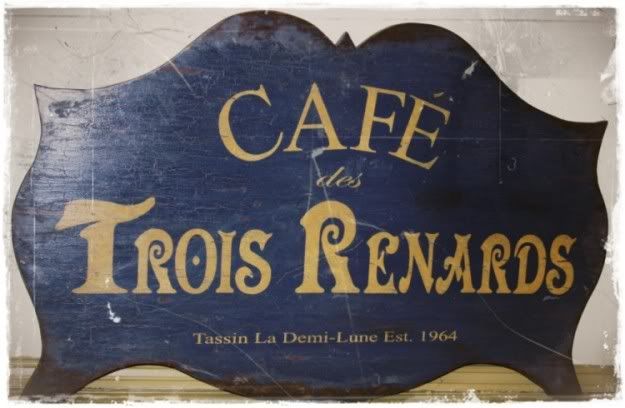 CAFÉ
des
TROIS RENARDS
Tassin La Demi-Lune Est. 1964